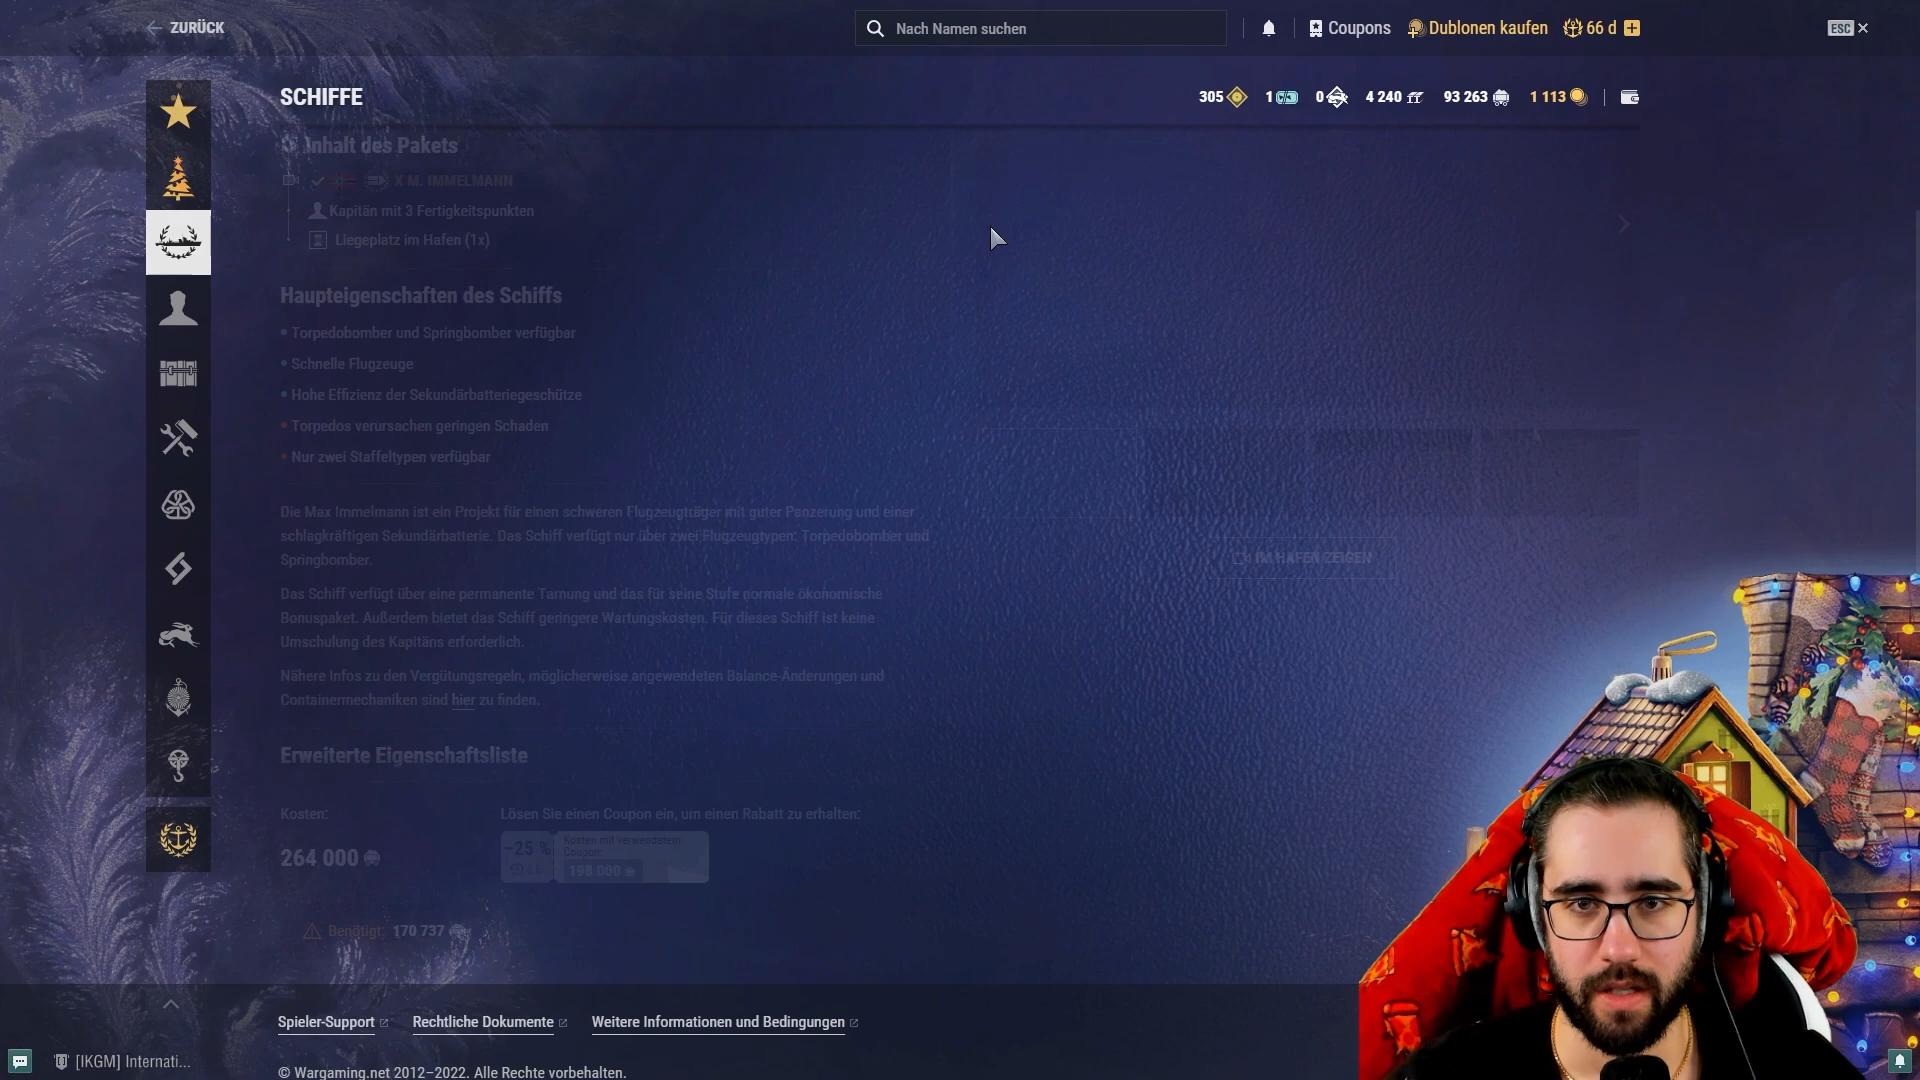 ZURÜCK
Nach Namen suchen
Coupons
Dublonen kaufen
66 d
ESC
SCHIFFE
305
1
0
4 240
93 263
1 113
Inhalt des Pakets
X M. IMMELMANN
Kapitän mit 3 Fertigkeitspunkten
Liegeplatz im Hafen (1x)
Haupteigenschaften des Schiffs
• Torpedobomber und Springbomber verfügbar
• Schnelle Flugzeuge
• Hohe Effizienz der Sekundärbatteriegeschütze
• Torpedos verursachen geringen Schaden
• Nur zwei Staffeltypen verfügbar
Die Max Immelmann ist ein Projekt für einen schweren Flugzeugträger mit guter Panzerung und einer
schlagkräftigen Sekundärbatterie. Das Schiff verfügt nur über zwei Flugzeugtypen: Torpedobomber und
Springbomber.
IM HAFEN ZEIGEN
Das Schiff verfügt über eine permanente Tarnung und das für seine Stufe normale ökonomische
Bonuspaket. Außerdem bietet das Schiff geringere Wartungskosten. Für dieses Schiff ist keine
Umschulung des Kapitäns erforderlich.
Nähere Infos zu den Vergütungsregeln, möglicherweise angewendeten Balance-Änderungen und
Containermechaniken sind hier zu finden.
Erweiterte Eigenschaftsliste
Kosten:
Lösen Sie einen Coupon ein, um einen Rabatt zu erhalten:
264 000
-25 %
Kosten mit verwendetem
Coupon:
198 000
Benötigt: 170 737
Spieler-Support
Rechtliche Dokumente
Weitere Informationen und Bedingungen
[IKGM] Internati...
© Wargaming.net 2012–2022. Alle Rechte vorbehalten.